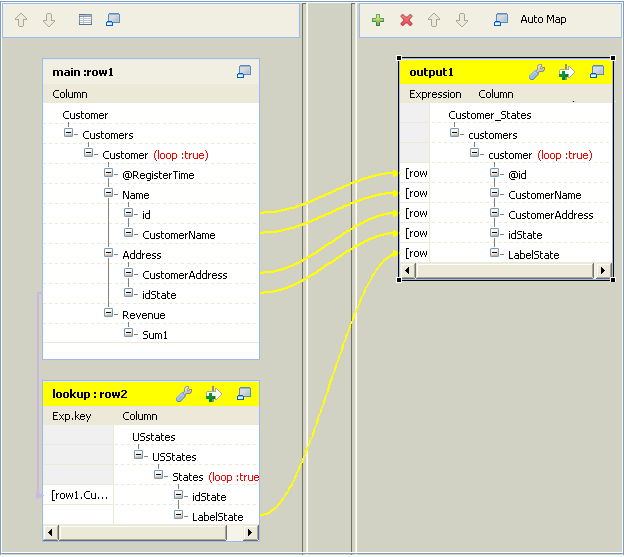 Auto Map
main :row1
Column
Customer
Customers
Customer (loop :true)
@RegisterTime
Name
id
CustomerName
Address
CustomerAddress
idState
Revenue
Sum1
lookup : row2
Exp.key Column
USstates
USStates
States (loop :true
[row1.Cu... idState
LabelState
output1
Expression Column
Customer_States
customers
customer (loop :true)
[row @id
[row CustomerName
[row CustomerAddress
[row idState
[row LabelState